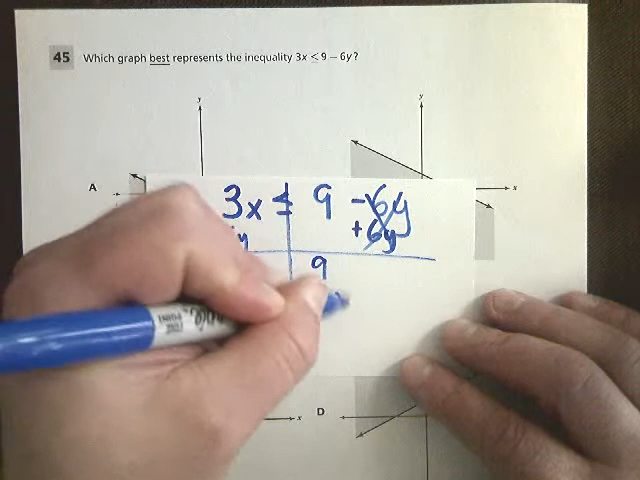 45 Which graph best represents the inequality 3x ≤ 9 − 6y?
y
y
A
x
3x ≤ 9 −6y
y +6y
9
x
D